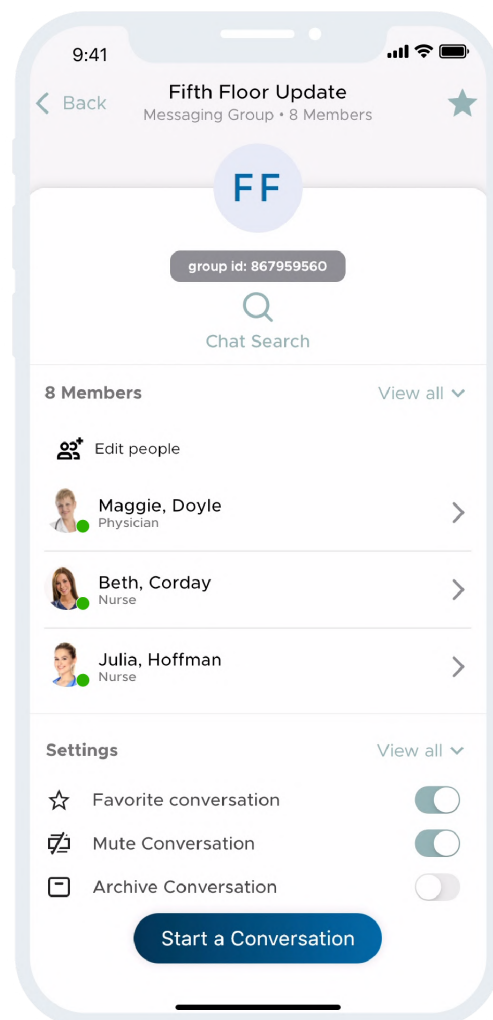 9:41
Back
Fifth Floor Update
Messaging Group • 8 Members
FF
group id: 867959560
Chat Search
8 Members
View all
Edit people
Maggie, Doyle
Physician
Beth, Corday
Nurse
Julia, Hoffman
Nurse
Settings
View all
Favorite conversation
Mute Conversation
Archive Conversation
Start a Conversation